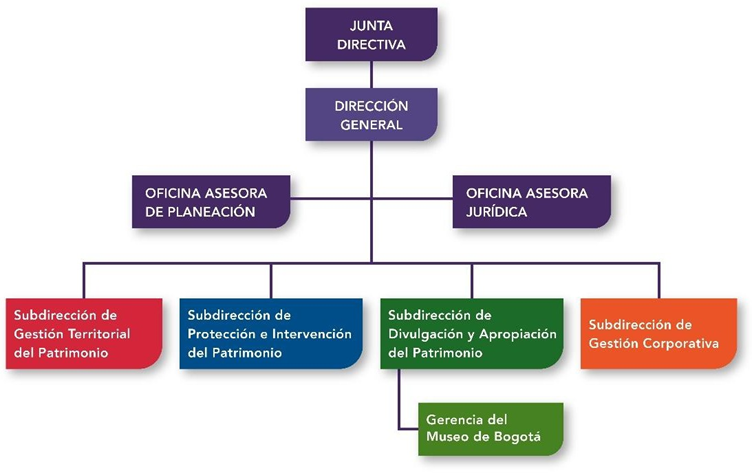 JUNTA
DIRECTIVA
DIRECCIÓN
GENERAL
OFICINA ASESORA
DE PLANEACIÓN
OFICINA ASESORA
JURÍDICA
Subdirección de
Gestión Territorial
del Patrimonio
Subdirección de
Protección e Intervención
del Patrimonio
Subdirección de
Divulgación y Apropiación
del Patrimonio
Subdirección de
Gestión Corporativa
Gerencia del
Museo de Bogotá